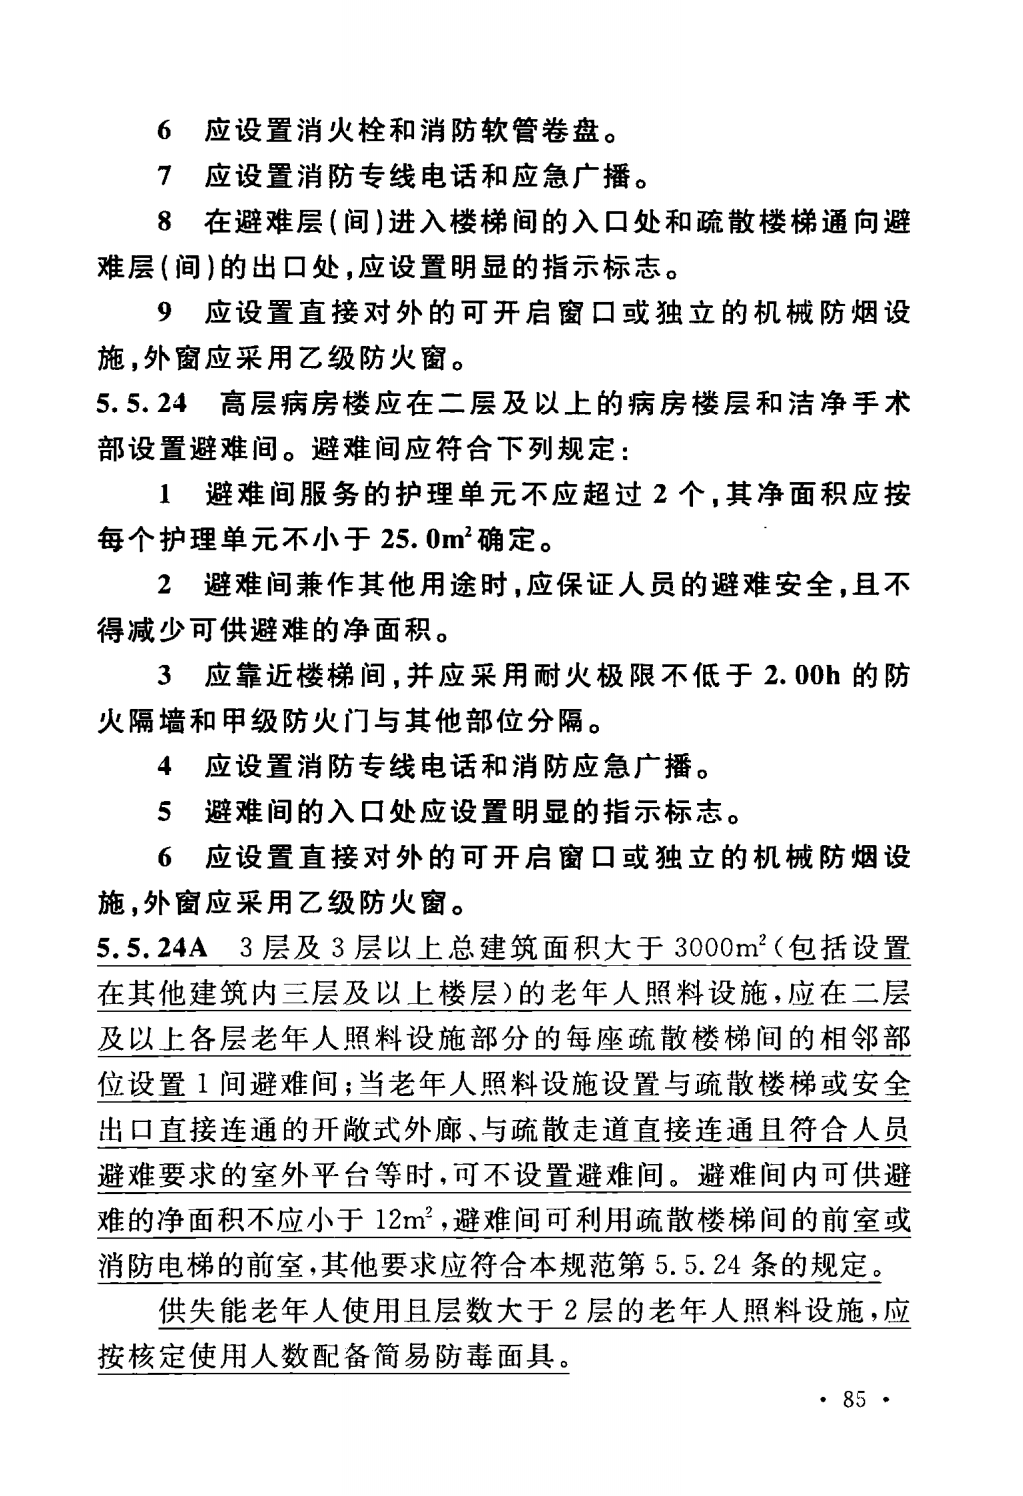 6 应设置消火栓和消防软管卷盘。
7 应设置消防专线电话和应急广播。
8 在避难层(间)进入楼梯间的入口处和疏散楼梯通向避
难层(间)的出口处,应设置明显的指示标志。
9 应设置直接对外的可开启窗口或独立的机械防烟设
施,外窗应采用乙级防火窗。
5.5.24 高层病房楼应在二层及以上的病房楼层和洁净手术
部设置避难间。避难间应符合下列规定:
1 避难间服务的护理单元不应超过 2 个,其净面积应按
每个护理单元不小于 25.0m²确定。
2 避难间兼作其他用途时,应保证人员的避难安全,且不
得减少可供避难的净面积。
3 应靠近楼梯间,并应采用耐火极限不低于 2.00h 的防
火隔墙和甲级防火门与其他部位分隔。
4 应设置消防专线电话和消防应急广播。
5 避难间的入口处应设置明显的指示标志。
6 应设置直接对外的可开启窗口或独立的机械防烟设
施,外窗应采用乙级防火窗。
5.5.24A 3 层及 3 层以上总建筑面积大于 3000m²(包括设置
在其他建筑内三层及以上楼层)的老年人照料设施,应在二层
及以上各层老年人照料设施部分的每座疏散楼梯间的相邻部
位设置 1 间避难间;当老年人照料设施设置与疏散楼梯或安全
出口直接连通的开敞式外廊、与疏散走道直接连通且符合人员
避难要求的室外平台等时,可不设置避难间。避难间内可供避
难的净面积不应小于 12m²,避难间可利用疏散楼梯间的前室或
消防电梯的前室,其他要求应符合本规范第 5.5.24 条的规定。
供失能老年人使用且层数大于 2 层的老年人照料设施,应
按核定使用人数配备简易防毒面具。
· 85 ·